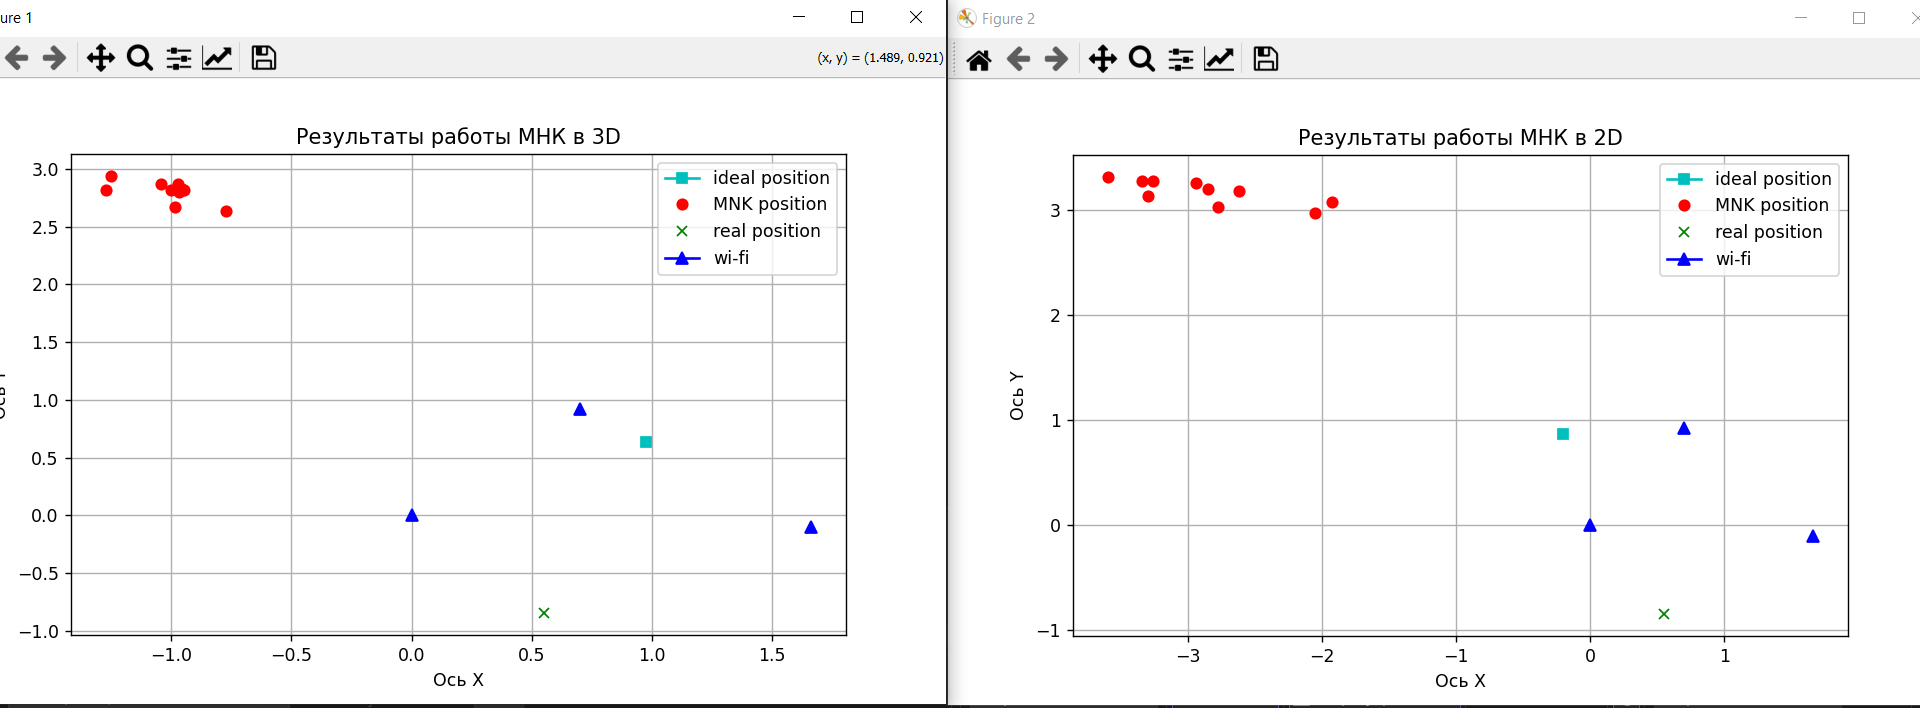 ure 1
(x, y) = (1.489, 0.921)
Результаты работы МНК в 3D
3.0
2.5
2.0
1.5
1.0
0.5
0.0
−0.5
−1.0
ideal position
MNK position
real position
wi-fi
−1.0 −0.5 0.0 0.5 1.0 1.5
Ось X
Figure 2
Результаты работы МНК в 2D
Ось Y
3
2
1
0
−1
ideal position
MNK position
real position
wi-fi
−3 −2 −1 0 1
Ось X